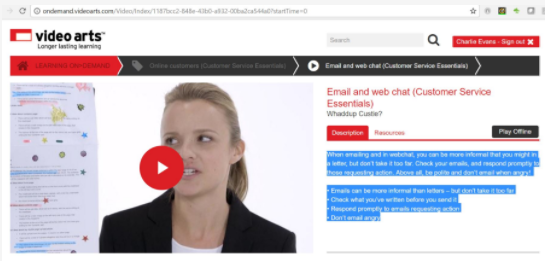 ondemand.videoarts.com/Video/Index/1187bcc2-848e-43b0-a932-00ba2ca544a0?startTime=0
video arts
Longer lasting learning
Search
Charlie Evans - Sign out
LEARNING ON DEMAND
Online customers (Customer Service Essentials)
Email and web chat (Customer Service Essentials)
Email and web chat (Customer Service
Essentials)
Whaddup Custie?
Description
Resources
Play Offline
When emailing and in webchat, you can be more informal that you might in
a letter, but don't take it too far. Check your emails, and respond promptly to
those requesting action. Above all, be polite and don't email when angry!
• Emails can be more informal than letters – but don't take it too far
• Check what you've written before you send it
• Respond promptly to emails requesting action
• Don't email angry